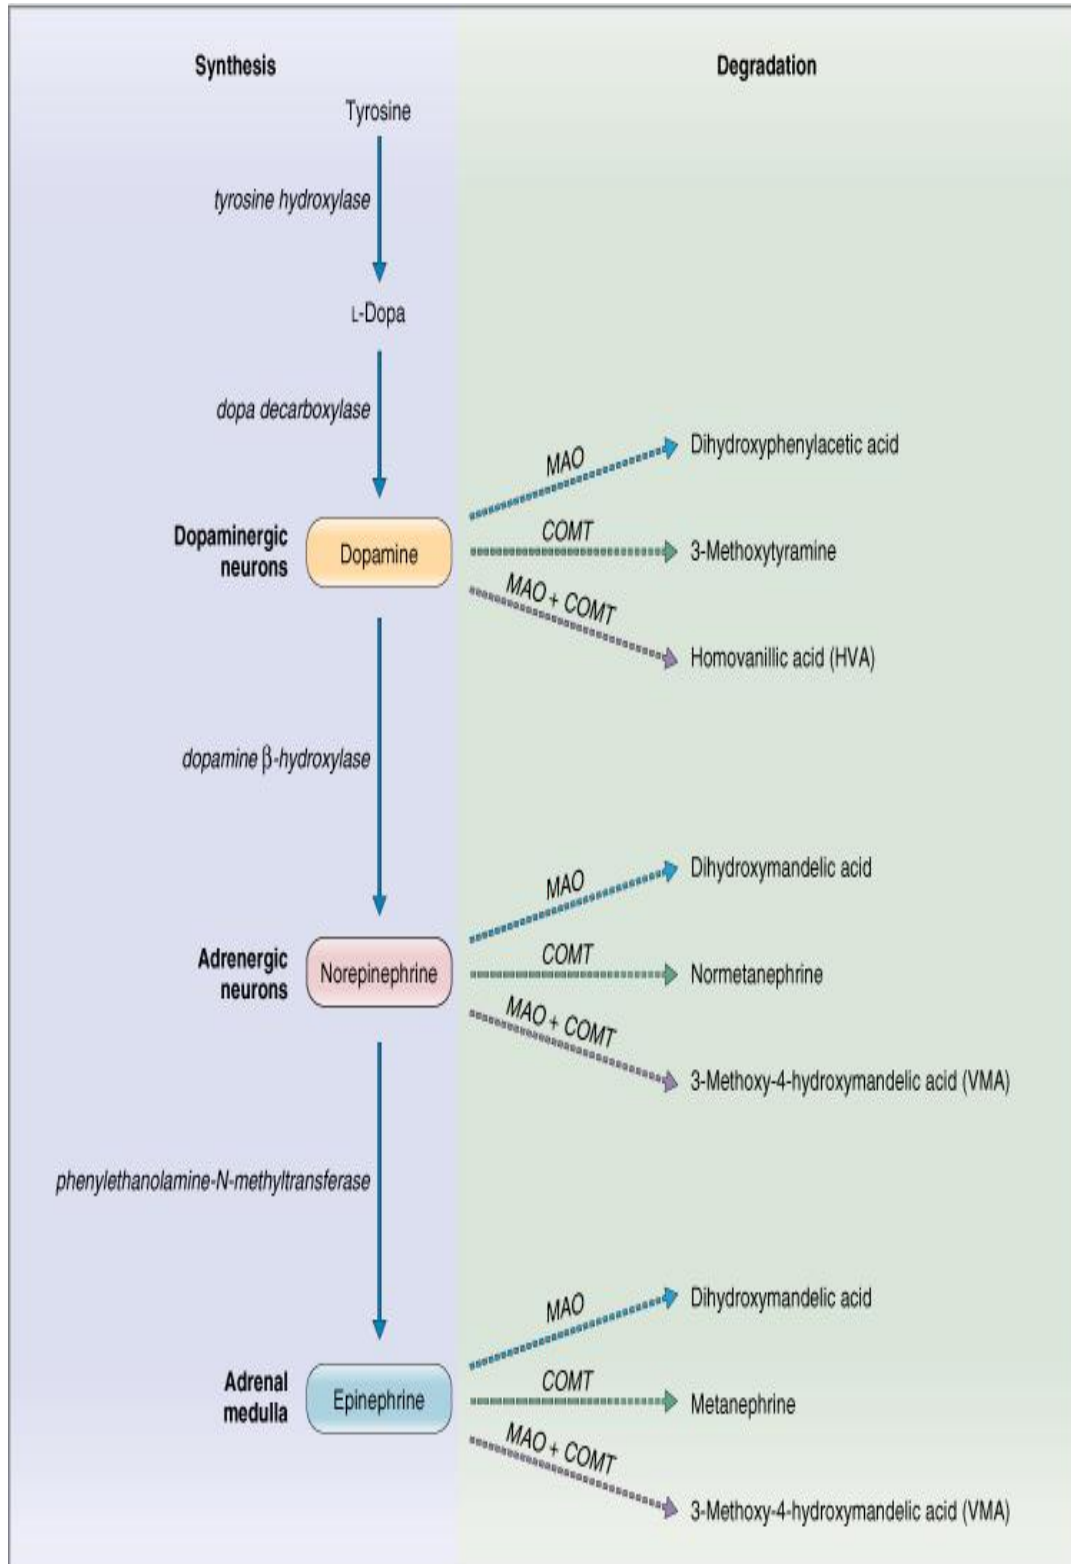 Synthesis
Degradation
Tyrosine
tyrosine hydroxylase
L-Dopa
dopa decarboxylase
Dopaminergic
neurons
Dopamine
MAO
Dihydroxyphenylacetic acid
COMT
3-Methoxytyramine
MAO + COMT
Homovanillic acid (HVA)
dopamine β-hydroxylase
Adrenergic
neurons
Norepinephrine
MAO
Dihydroxymandelic acid
COMT
Normetanephrine
MAO + COMT
3-Methoxy-4-hydroxymandelic acid (VMA)
phenylethanolamine-N-methyltransferase
Adrenal
medulla
Epinephrine
MAO
Dihydroxymandelic acid
COMT
Metanephrine
MAO + COMT
3-Methoxy-4-hydroxymandelic acid (VMA)